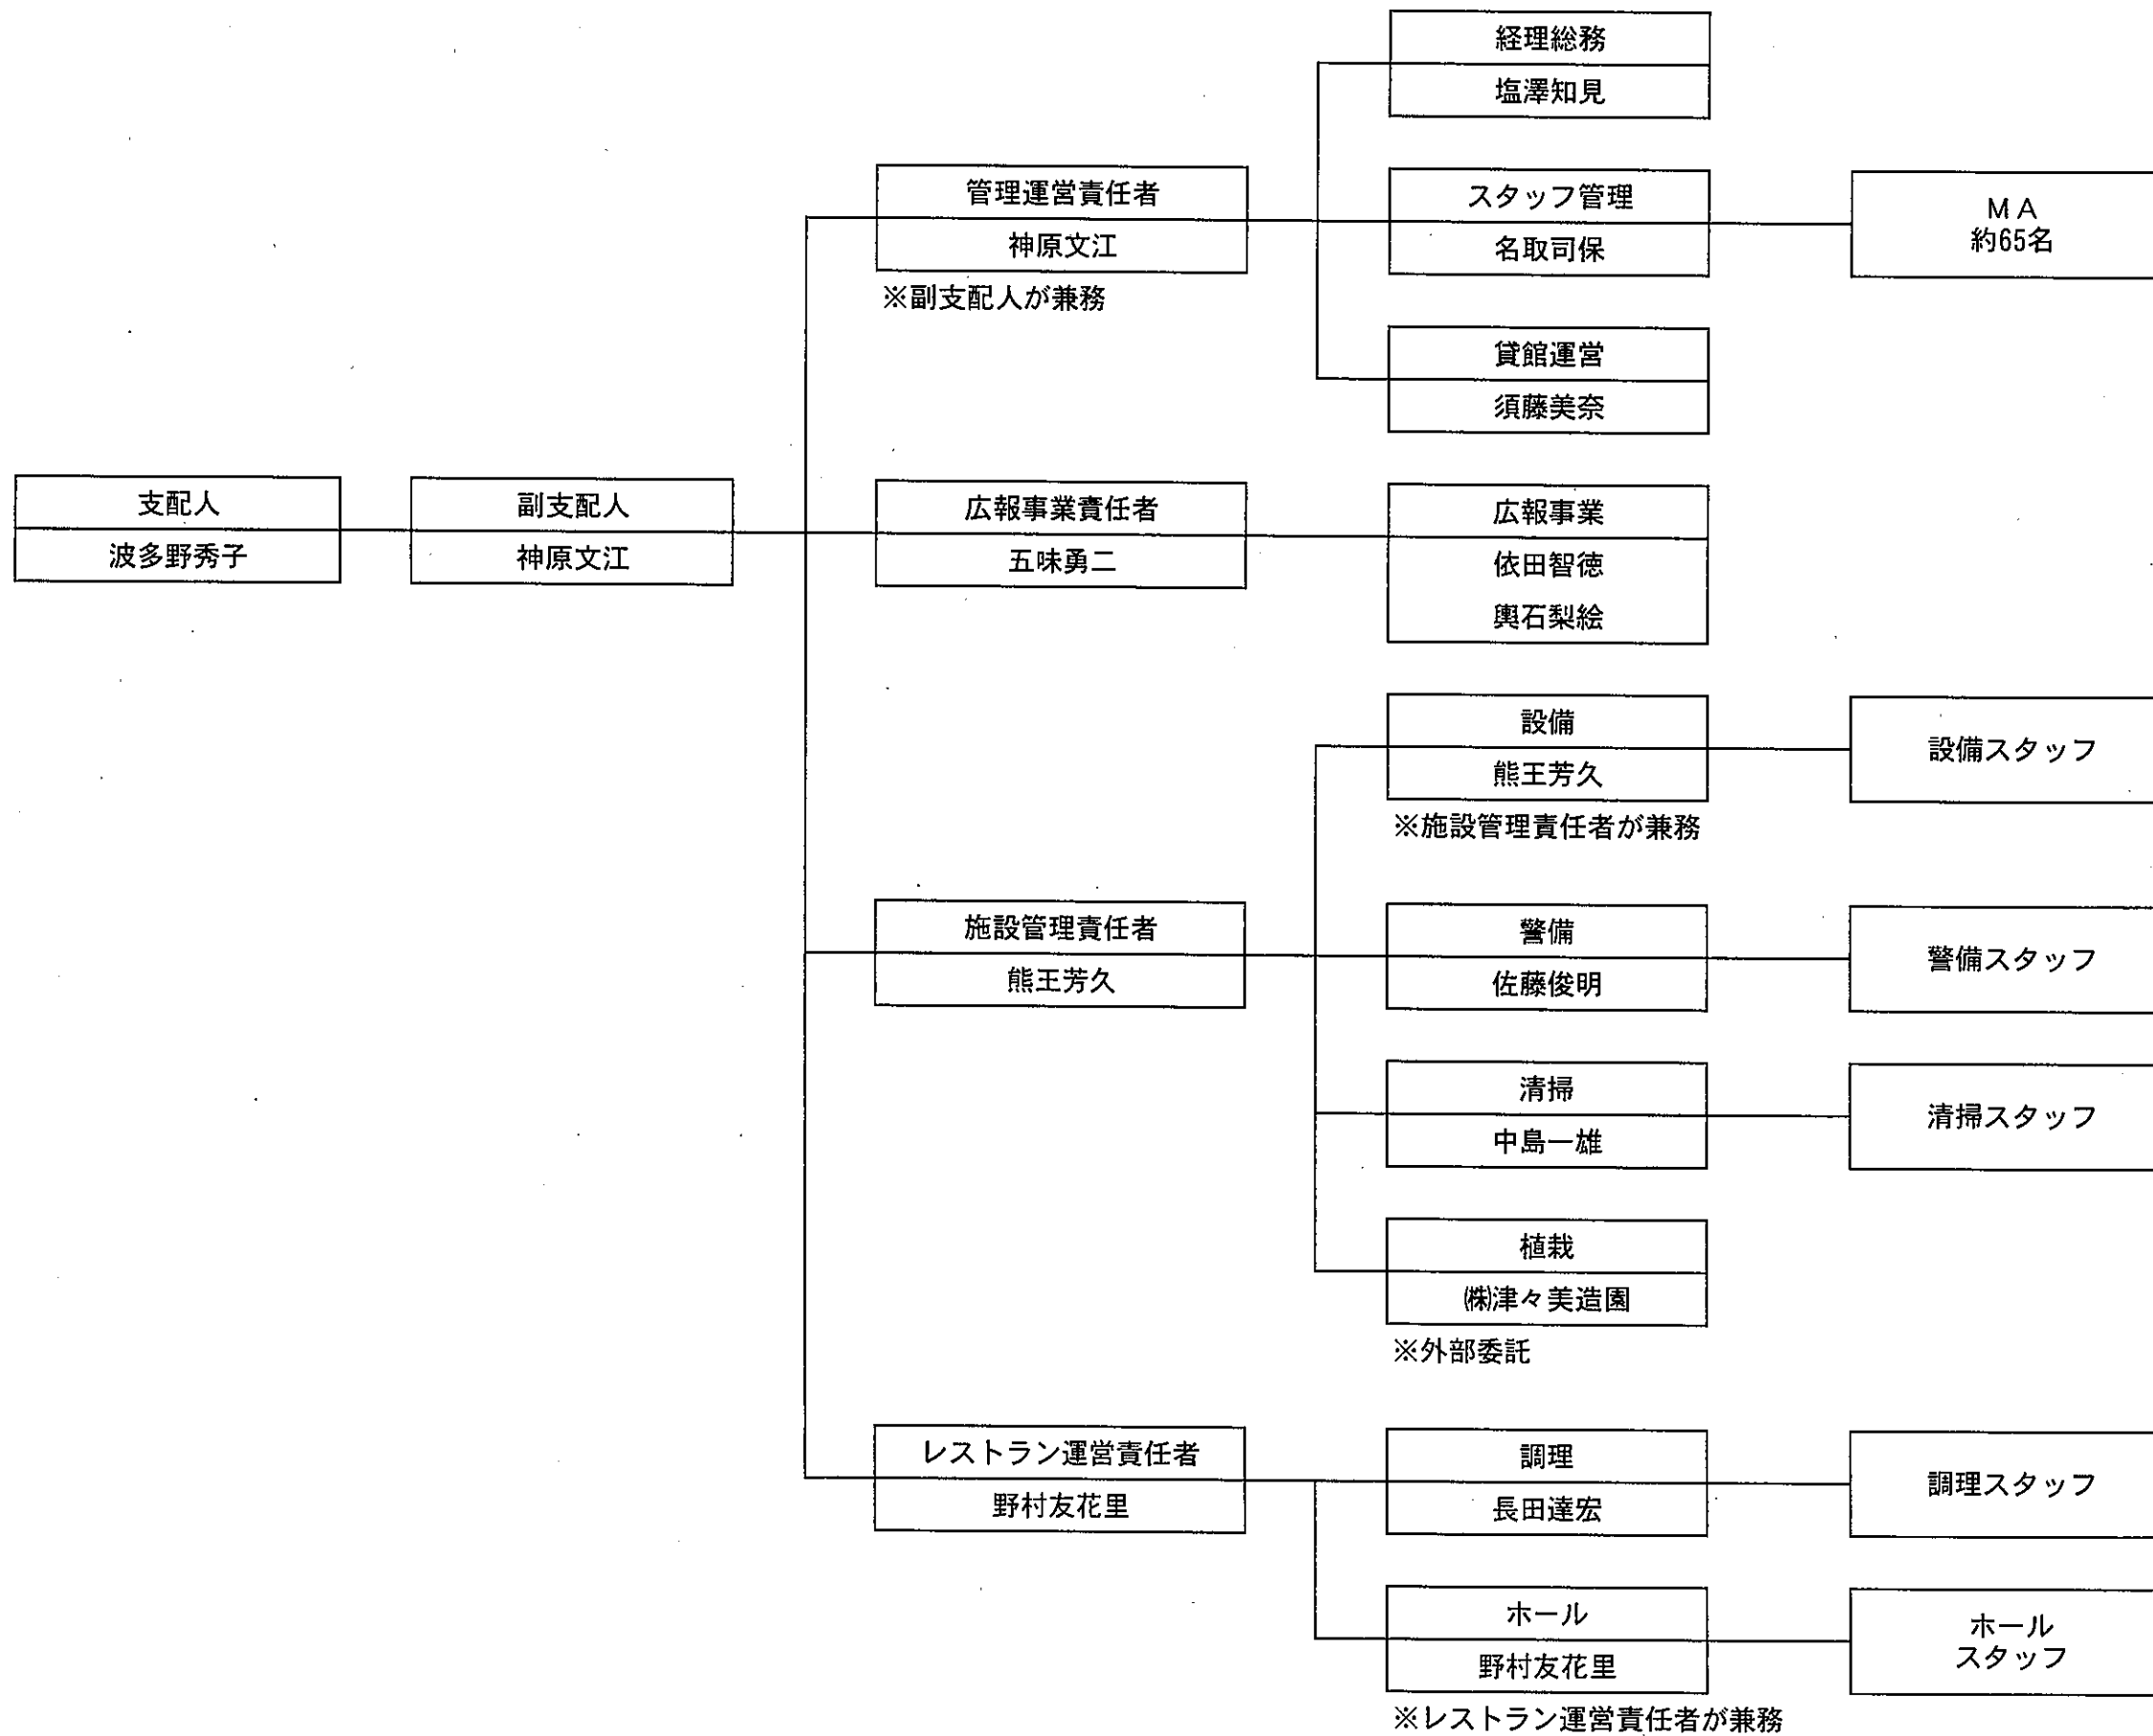 支配人
波多野秀子
副支配人
神原文江
管理運営責任者
神原文江
※副支配人が兼務
経理総務
塩澤知見
スタッフ管理
名取司保
MA
約65名
貸館運営
須藤美奈
広報事業責任者
五味勇二
広報事業
依田智徳
輿石梨絵
施設管理責任者
熊王芳久
設備
熊王芳久
※施設管理責任者が兼務
設備スタッフ
警備
佐藤俊明
警備スタッフ
清掃
中島一雄
清掃スタッフ
植栽
㈱津々美造園
※外部委託
レストラン運営責任者
野村友花里
調理
長田達宏
調理スタッフ
ホール
野村友花里
※レストラン運営責任者が兼務
ホール
スタッフ